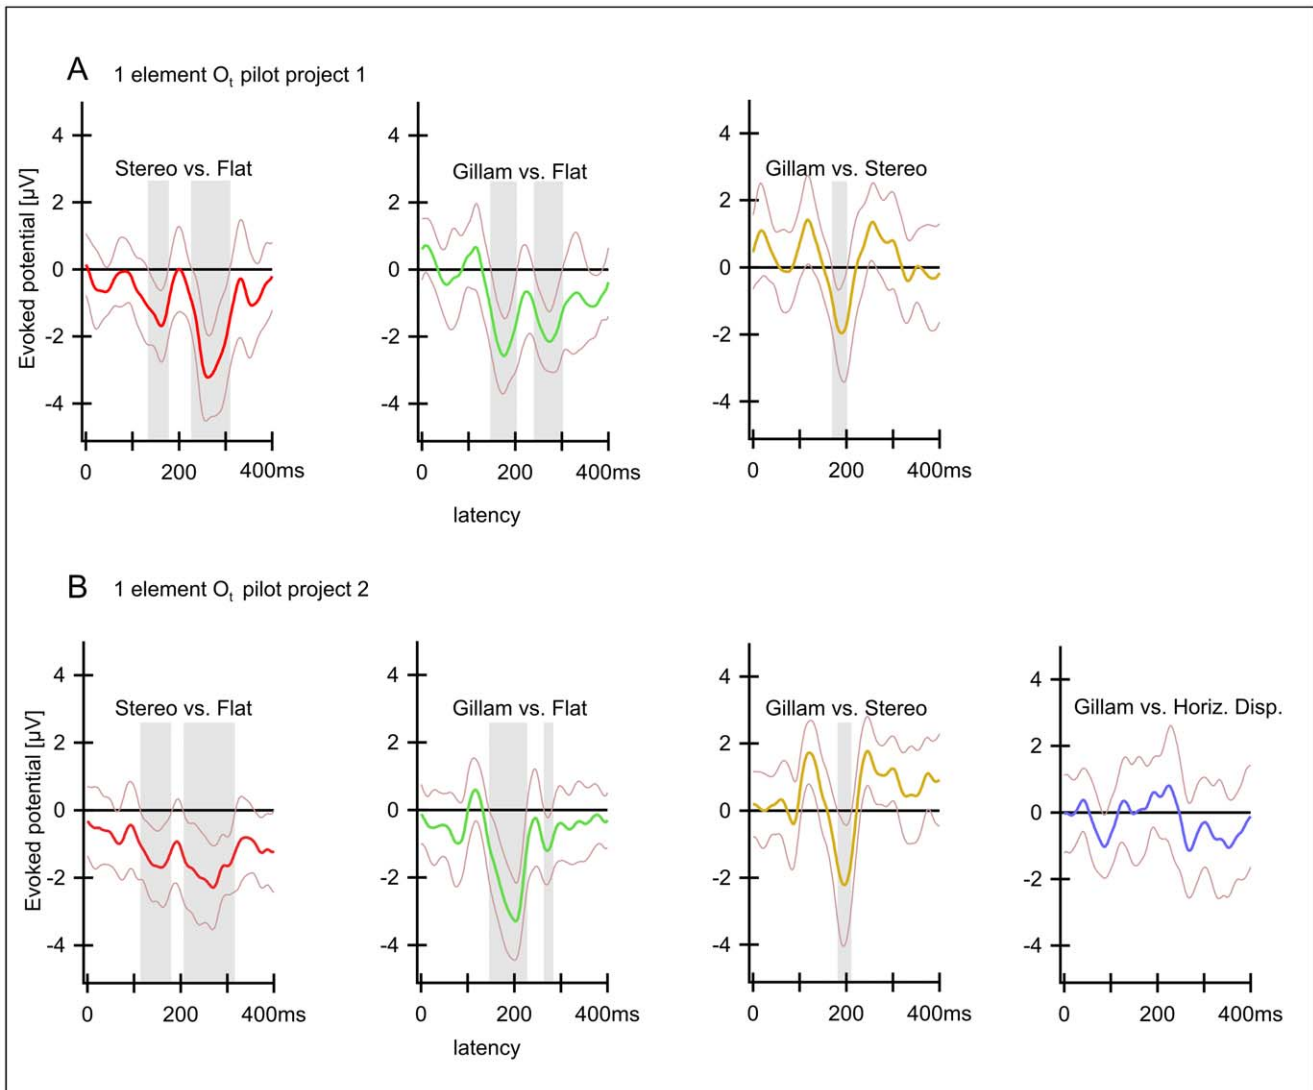 A 1 element Ot pilot project 1
Stereo vs. Flat
Gillam vs. Flat
Gillam vs. Stereo
Evoked potential [µV]
4
2
0
-2
-4
4
2
0
-2
-4
4
2
0
-2
-4
0 200 400ms
0 200 400ms
0 200 400ms
latency
B 1 element Ot pilot project 2
Stereo vs. Flat
Gillam vs. Flat
Gillam vs. Stereo
Gillam vs. Horiz. Disp.
Evoked potential [µV]
4
2
0
-2
-4
4
2
0
-2
-4
4
2
0
-2
-4
4
2
0
-2
-4
0 200 400ms
0 200 400ms
0 200 400ms
0 200 400ms
latency